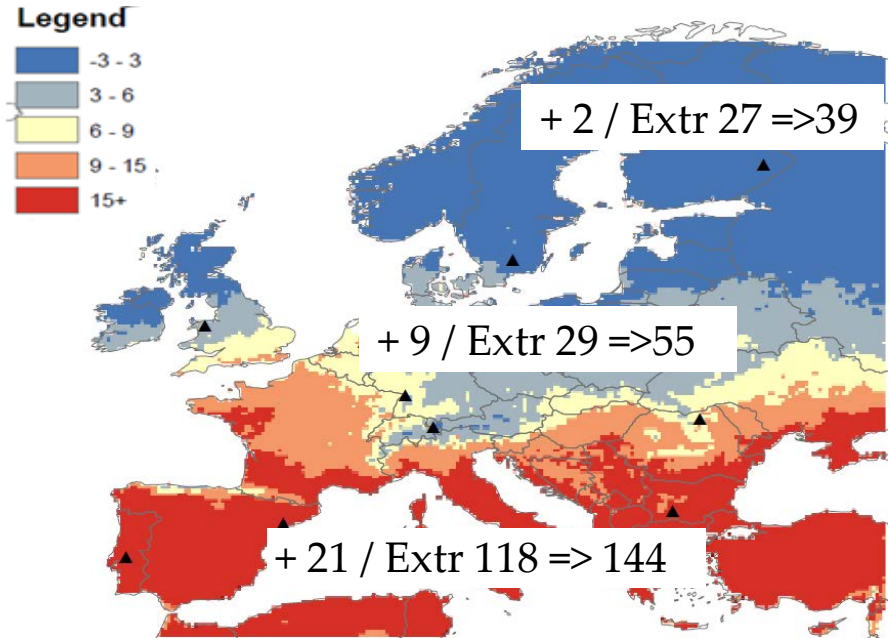 Legend
-3 - 3
3 - 6
6 - 9
9 - 15
15+
+ 2 / Extr 27 =>39
+ 9 / Extr 29 =>55
+ 21 / Extr 118 => 144